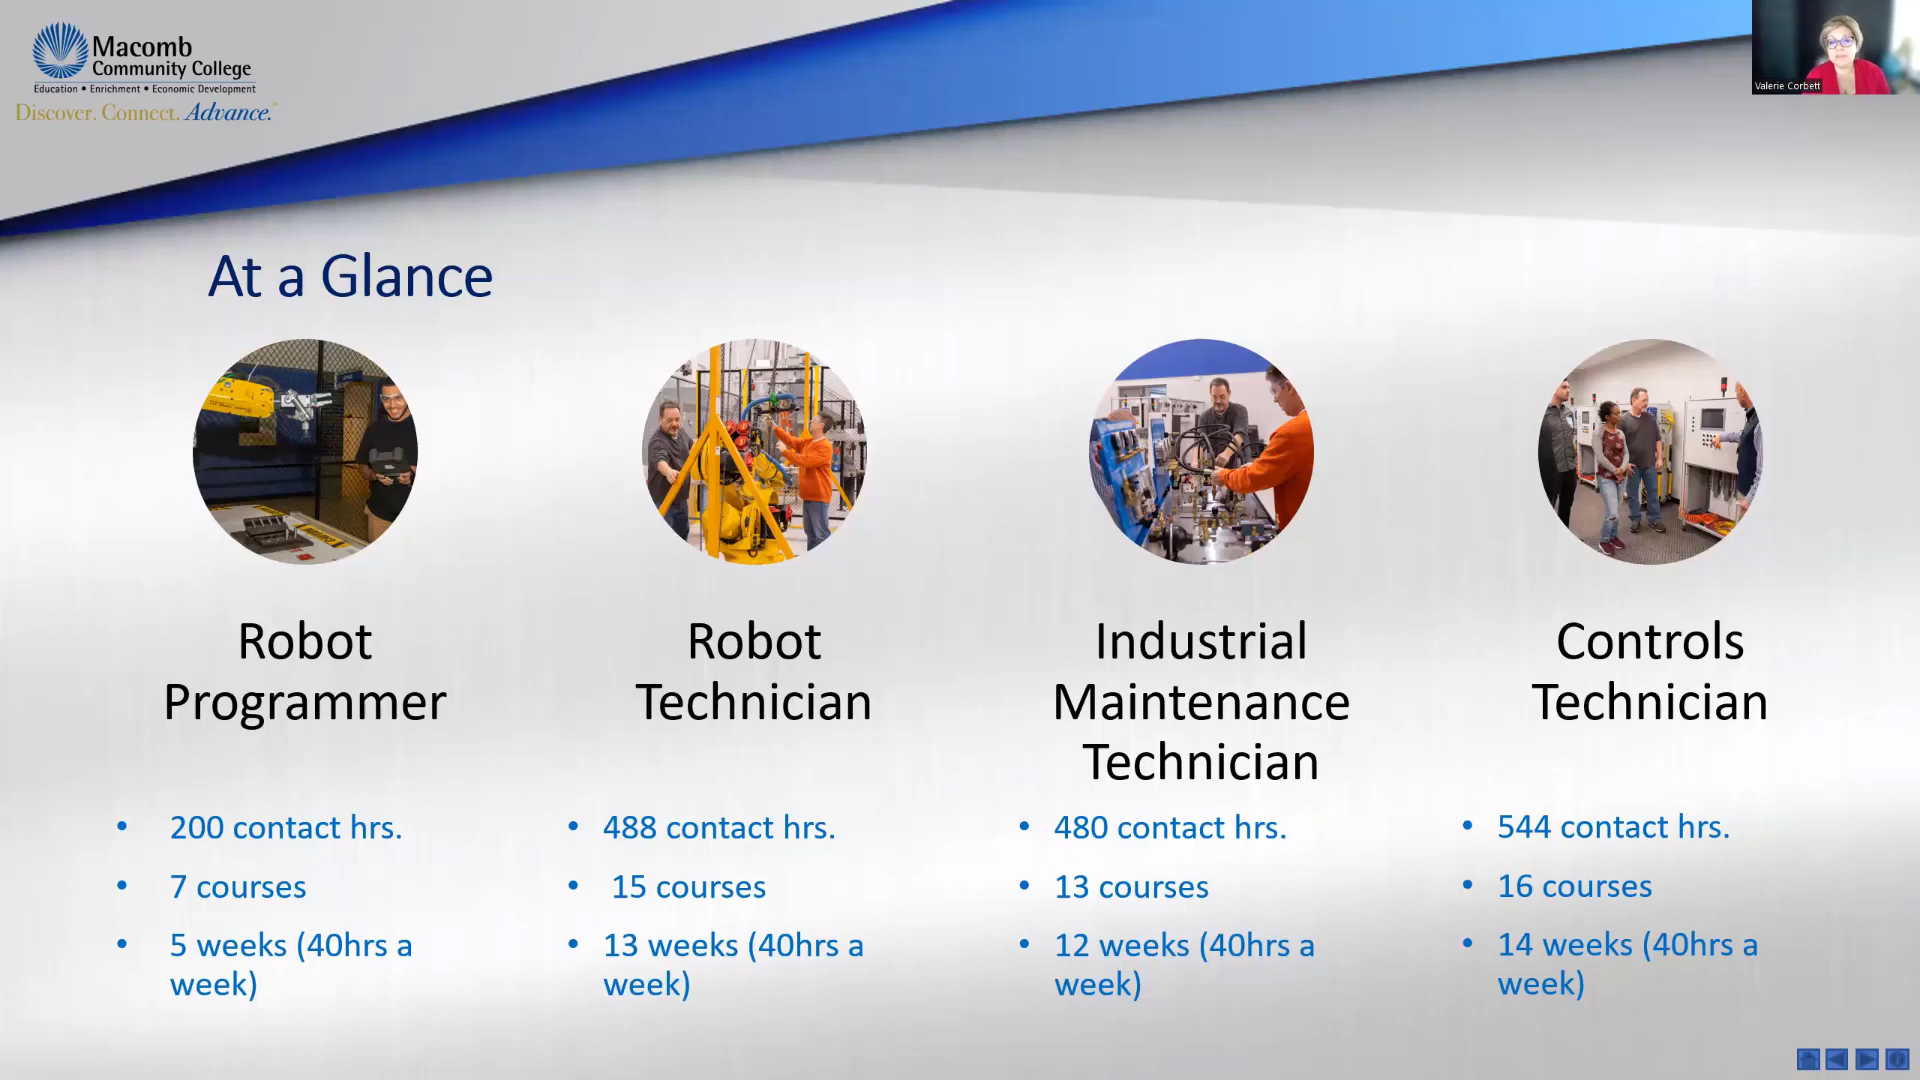 Macomb
Community College
Education • Enrichment • Economic Development
Discover. Connect. Advance.
Valerie Corbett
At a Glance
Robot
Programmer
• 200 contact hrs.
• 7 courses
• 5 weeks (40hrs a
week)
Robot
Technician
• 488 contact hrs.
• 15 courses
• 13 weeks (40hrs a
week)
Industrial
Maintenance
Technician
• 480 contact hrs.
• 13 courses
• 12 weeks (40hrs a
week)
Controls
Technician
• 544 contact hrs.
• 16 courses
• 14 weeks (40hrs a
week)